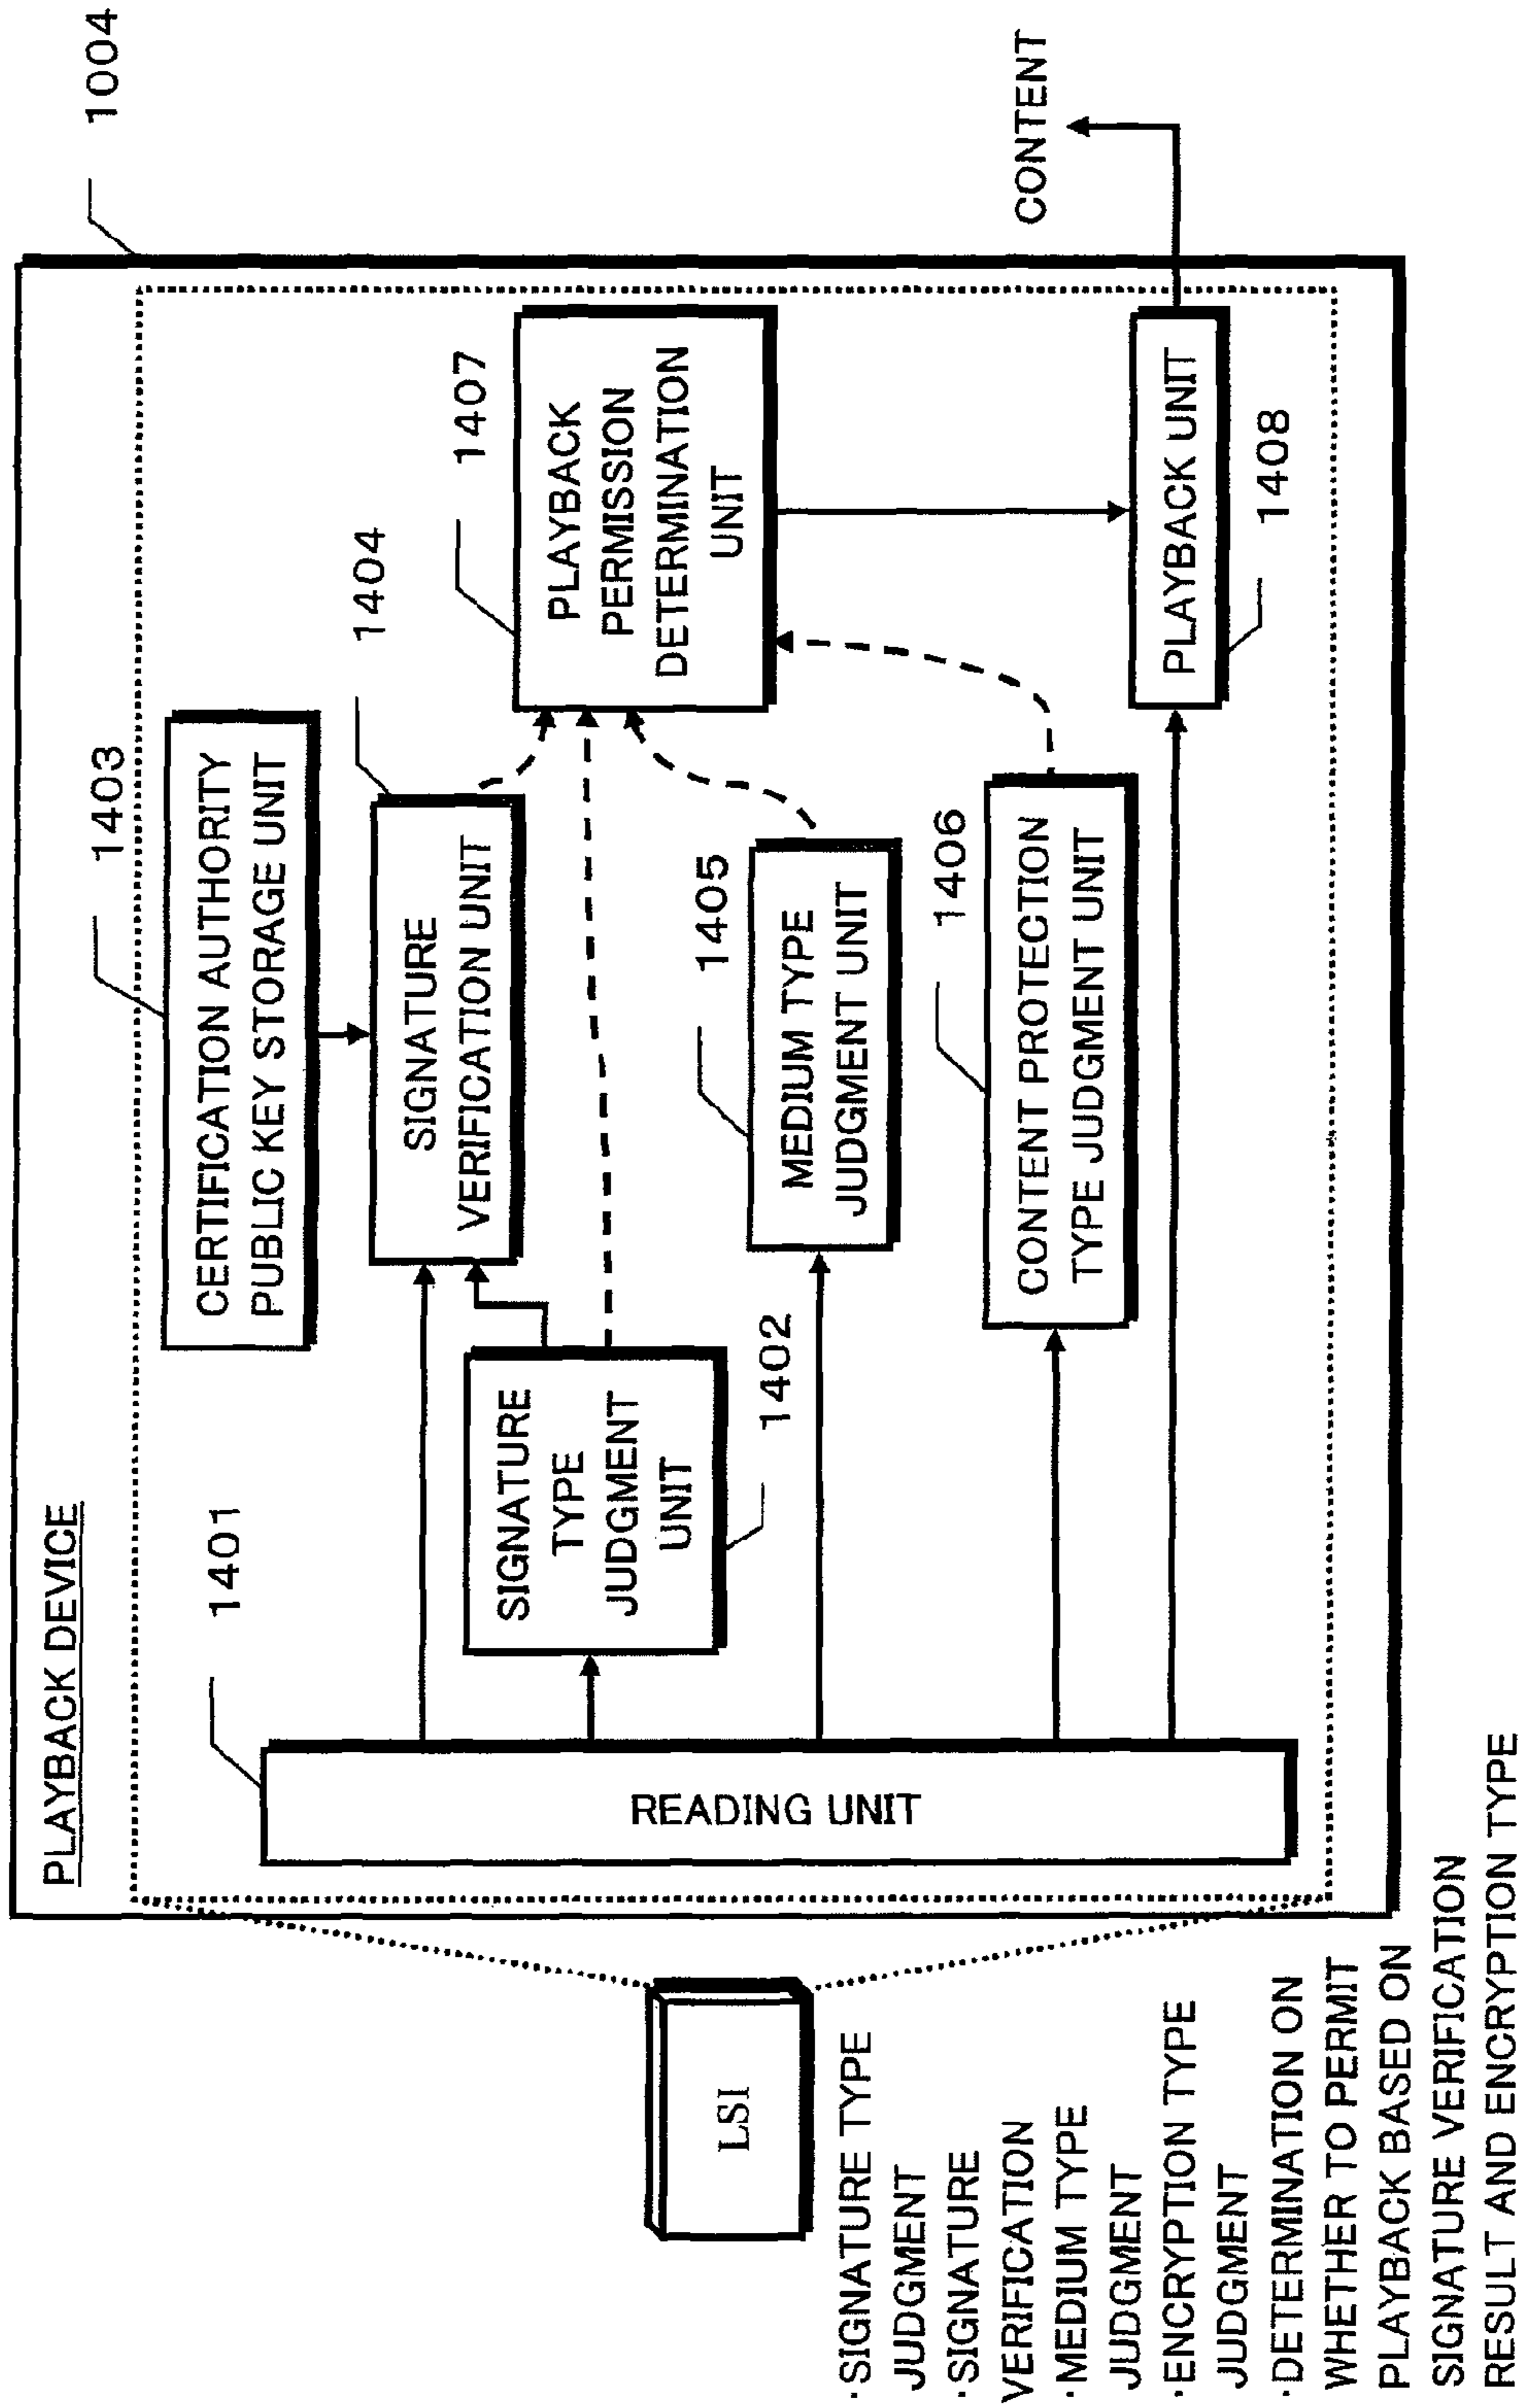 PLAYBACK DEVICE
1004
1401
READING UNIT
SIGNATURE
TYPE
JUDGMENT
UNIT
1402
1403
CERTIFICATION AUTHORITY
PUBLIC KEY STORAGE UNIT
1404
SIGNATURE
VERIFICATION UNIT
1405
MEDIUM TYPE
JUDGMENT UNIT
1406
CONTENT PROTECTION
TYPE JUDGMENT UNIT
1407
PLAYBACK
PERMISSION
DETERMINATION
UNIT
PLAYBACK UNIT
1408
CONTENT
LSI
·SIGNATURE TYPE
JUDGMENT
·SIGNATURE
VERIFICATION
·MEDIUM TYPE
JUDGMENT
·ENCRYPTION TYPE
JUDGMENT
·DETERMINATION ON
WHETHER TO PERMIT
PLAYBACK BASED ON
SIGNATURE VERIFICATION
RESULT AND ENCRYPTION TYPE